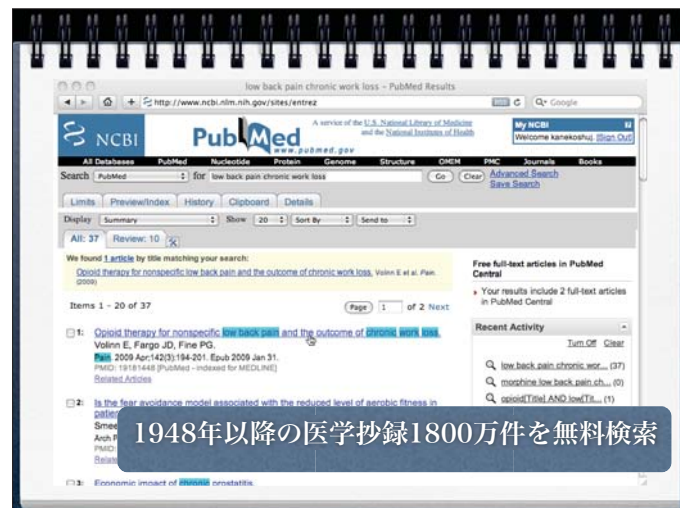 low back pain chronic work loss - PubMed Results
http://www.ncbi.nlm.nih.gov/sites/entrez
Google
NCBI
PubMed
www.pubmed.gov
A service of the U.S. National Library of Medicine
and the National Institutes of Health
My NCBI
Welcome kanekoshuj. [Sign Out]
All Databases PubMed Nucleotide Protein Genome Structure OMIM PMC Journals Books
Search PubMed for low back pain chronic work loss Go Clear Advanced Search
Save Search
Limits Preview/Index History Clipboard Details
Display Summary Show 20 Sort By Send to
All: 37 Review: 10
We found 1 article by title matching your search:
Opioid therapy for nonspecific low back pain and the outcome of chronic work loss. Volinn E et al. Pain.
(2009)
Items 1 - 20 of 37
Page 1 of 2 Next
1: Opioid therapy for nonspecific low back pain and the outcome of chronic work loss.
Volinn E, Fargo JD, Fine PG.
Pain. 2009 Apr;142(3):194-201. Epub 2009 Jan 31.
PMID: 19181448 [PubMed - indexed for MEDLINE]
Related Articles
2: Is the fear avoidance model associated with the reduced level of aerobic fitness in
patien
Smee
Arch P
PMID:
Relate
3: Economic impact of chronic prostatitis.
Free full-text articles in PubMed
Central
Your results include 2 full-text articles
in PubMed Central
Recent Activity
Turn Off Clear
low back pain chronic wor... (37)
morphine low back pain ch... (0)
opioid[Title] AND low[Tit... (1)
1948年以降の医学抄録1800万件を無料検索